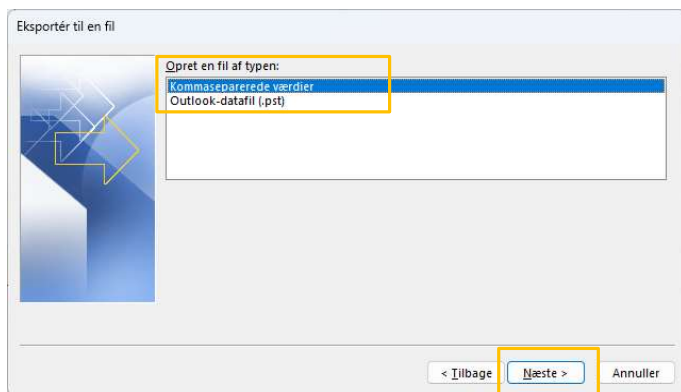 Eksportér til en fil
Opret en fil af typen:
Kommaseparerede værdier
Outlook-datafil (.pst)
< Tilbage
Næste >
Annuller